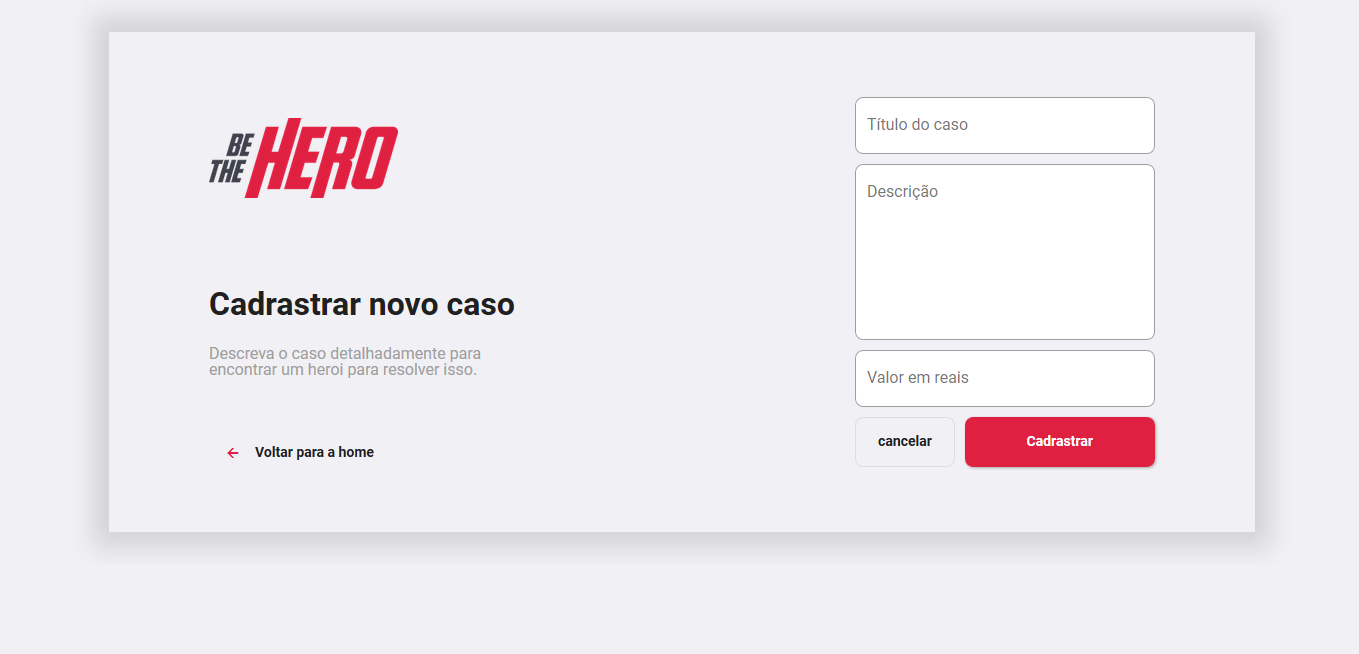 BE
THE
HERO
Cadrastrar novo caso
Descreva o caso detalhadamente para
encontrar um heroi para resolver isso.
Voltar para a home
Título do caso
Descrição
Valor em reais
cancelar
Cadrastrar